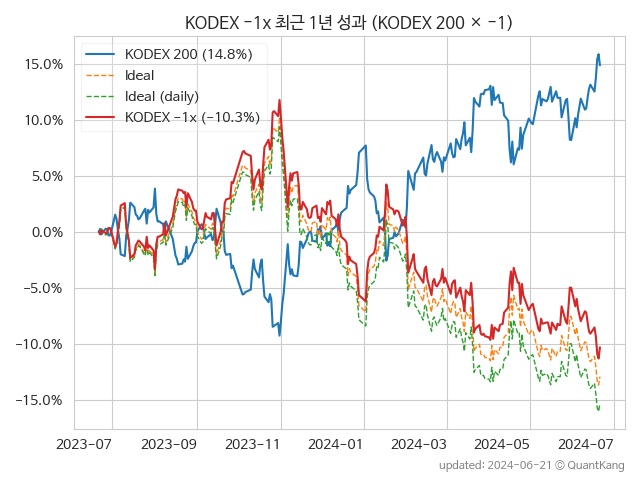 KODEX −1x 최근 1년 성과 (KODEX 200 × −1)
KODEX 200 (14.8%)
Ideal
Ideal (daily)
KODEX −1x (−10.3%)
15.0%
10.0%
5.0%
0.0%
−5.0%
−10.0%
−15.0%
2023-07 2023-09 2023-11 2024-01 2024-03 2024-05 2024-07
updated: 2024-06-21 ⓒ QuantKang